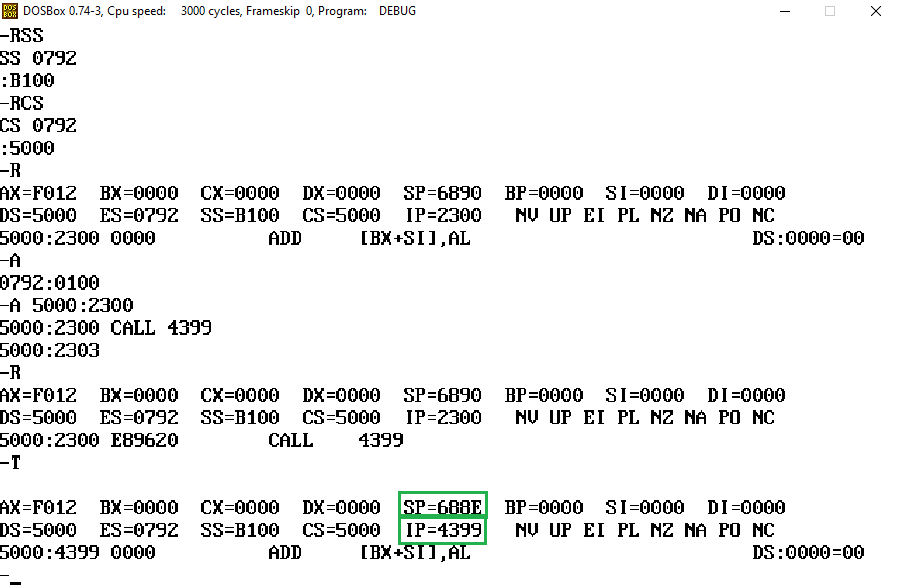 DOSBox 0.74-3, Cpu speed: 3000 cycles, Frameskip 0, Program: DEBUG
-RSS
SS 0792
:B100
-RCS
CS 0792
:5000
-R
AX=F012 BX=0000 CX=0000 DX=0000 SP=6890 BP=0000 SI=0000 DI=0000
DS=5000 ES=0792 SS=B100 CS=5000 IP=2300 NV UP EI PL NZ NA PO NC
5000:2300 0000 ADD [BX+SI],AL DS:0000=00
-A
0792:0100
-A 5000:2300
5000:2300 CALL 4399
5000:2303
-R
AX=F012 BX=0000 CX=0000 DX=0000 SP=6890 BP=0000 SI=0000 DI=0000
DS=5000 ES=0792 SS=B100 CS=5000 IP=2300 NV UP EI PL NZ NA PO NC
5000:2300 E89620 CALL 4399
-T
AX=F012 BX=0000 CX=0000 DX=0000 SP=688E BP=0000 SI=0000 DI=0000
DS=5000 ES=0792 SS=B100 CS=5000 IP=4399 NV UP EI PL NZ NA PO NC
5000:4399 0000 ADD [BX+SI],AL DS:0000=00
-_